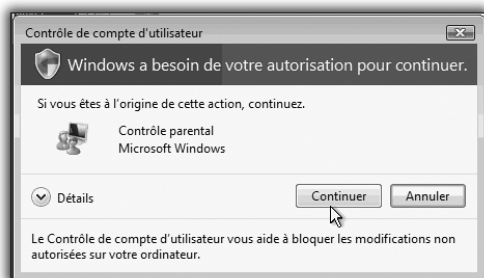 Contrôle de compte d'utilisateur
Windows a besoin de votre autorisation pour continuer.
Si vous êtes à l'origine de cette action, continuez.
Contrôle parental
Microsoft Windows
Détails
Continuer
Annuler
Le Contrôle de compte d'utilisateur vous aide à bloquer les modifications non
autorisées sur votre ordinateur.